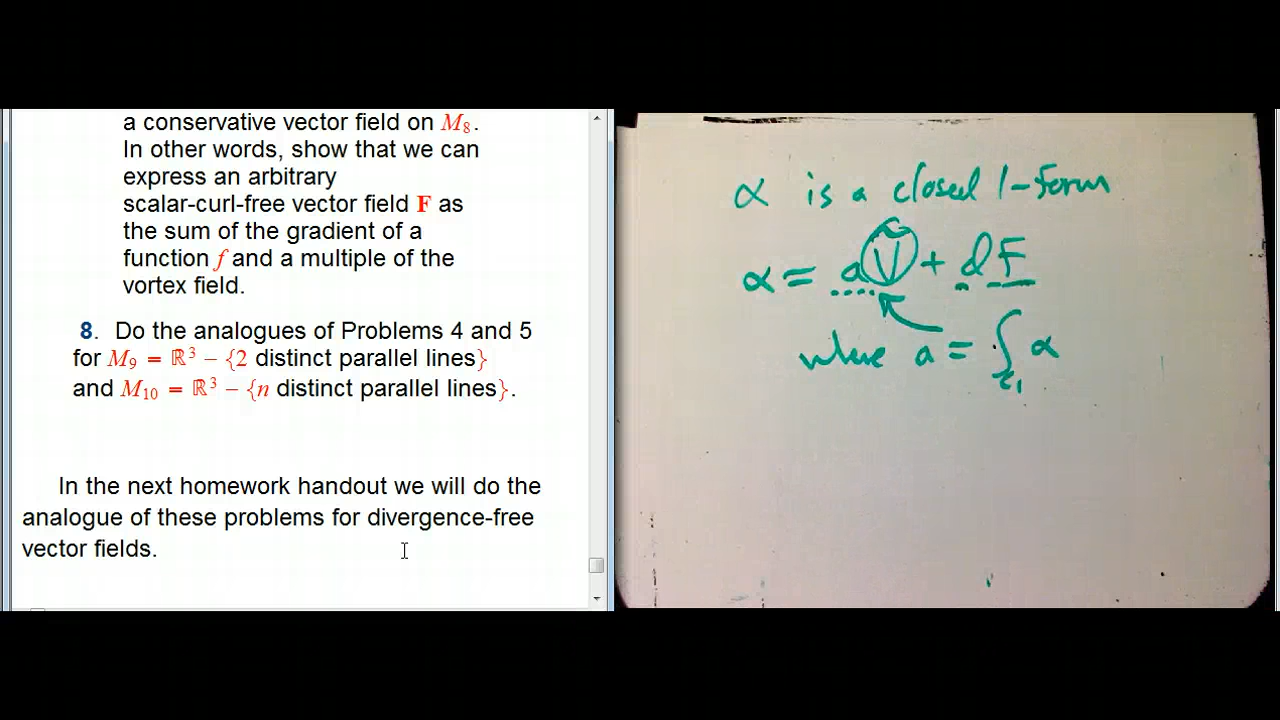 a conservative vector field on M₈.
In other words, show that we can
express an arbitrary
scalar-curl-free vector field F as
the sum of the gradient of a
function f and a multiple of the
vortex field.
8. Do the analogues of Problems 4 and 5
for M₉ = ℝ³ − {2 distinct parallel lines}
and M₁₀ = ℝ³ − {n distinct parallel lines}.
In the next homework handout we will do the
analogue of these problems for divergence-free
vector fields.
α is a closed 1-form
α = aṼ + dF
where a = ∫_{c₁} α